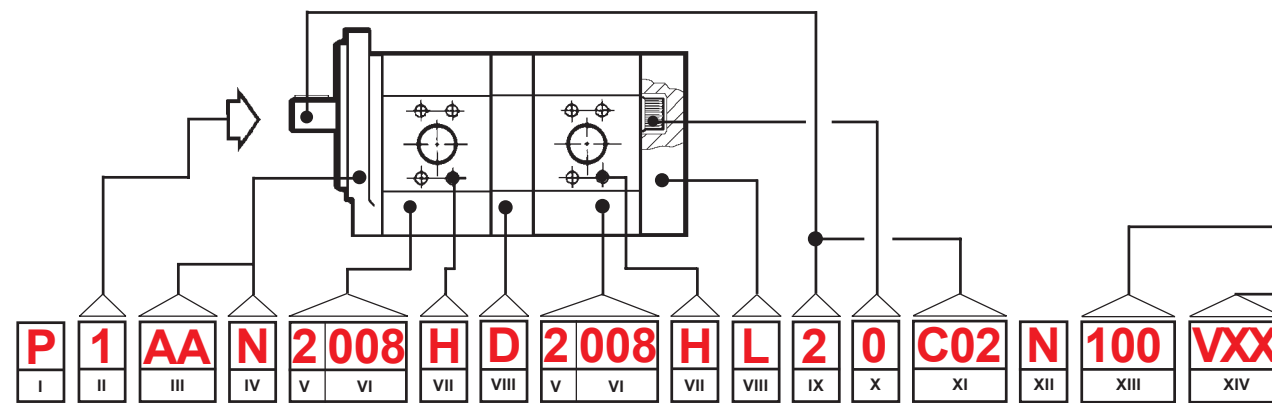 P 1 AA N 2 008 H D 2 008 H L 2 0 C02 N 100 VXX
I II III IV V VI VII VIII V VI VII VIII IX X XI XII XIII XIV